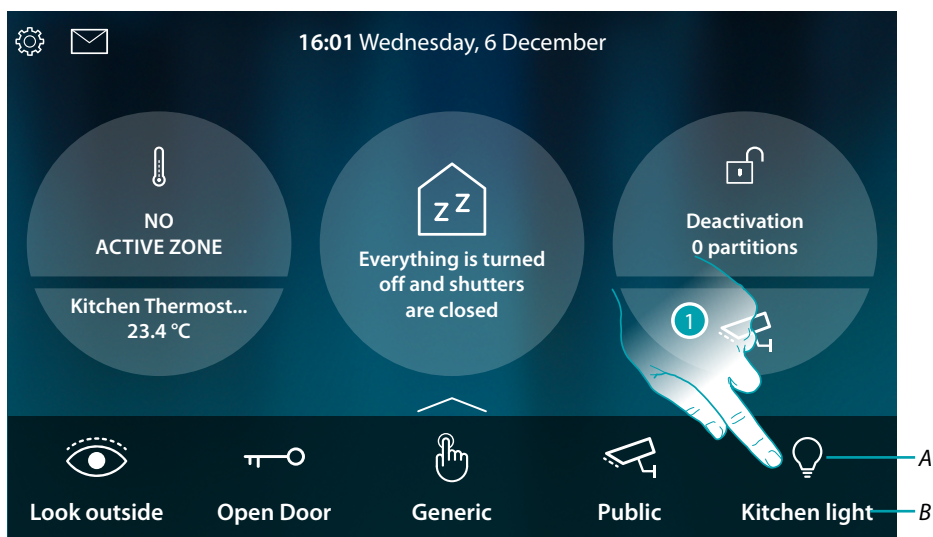 16:01 Wednesday, 6 December
NO
ACTIVE ZONE
Kitchen Thermost...
23.4 °C
z Z
Everything is turned
off and shutters
are closed
Deactivation
0 partitions
1
Look outside
Open Door
Generic
Public
Kitchen light
A
B